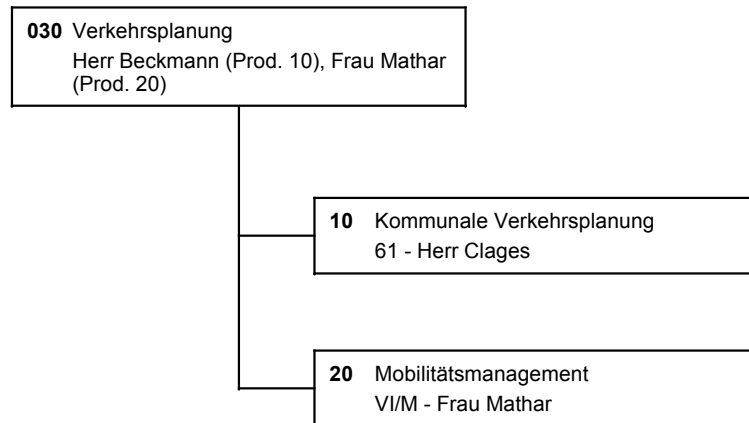 030 Verkehrsplanung
Herr Beckmann (Prod. 10), Frau Mathar
(Prod. 20)
10 Kommunale Verkehrsplanung
61 - Herr Clages
20 Mobilitätsmanagement
VI/M - Frau Mathar